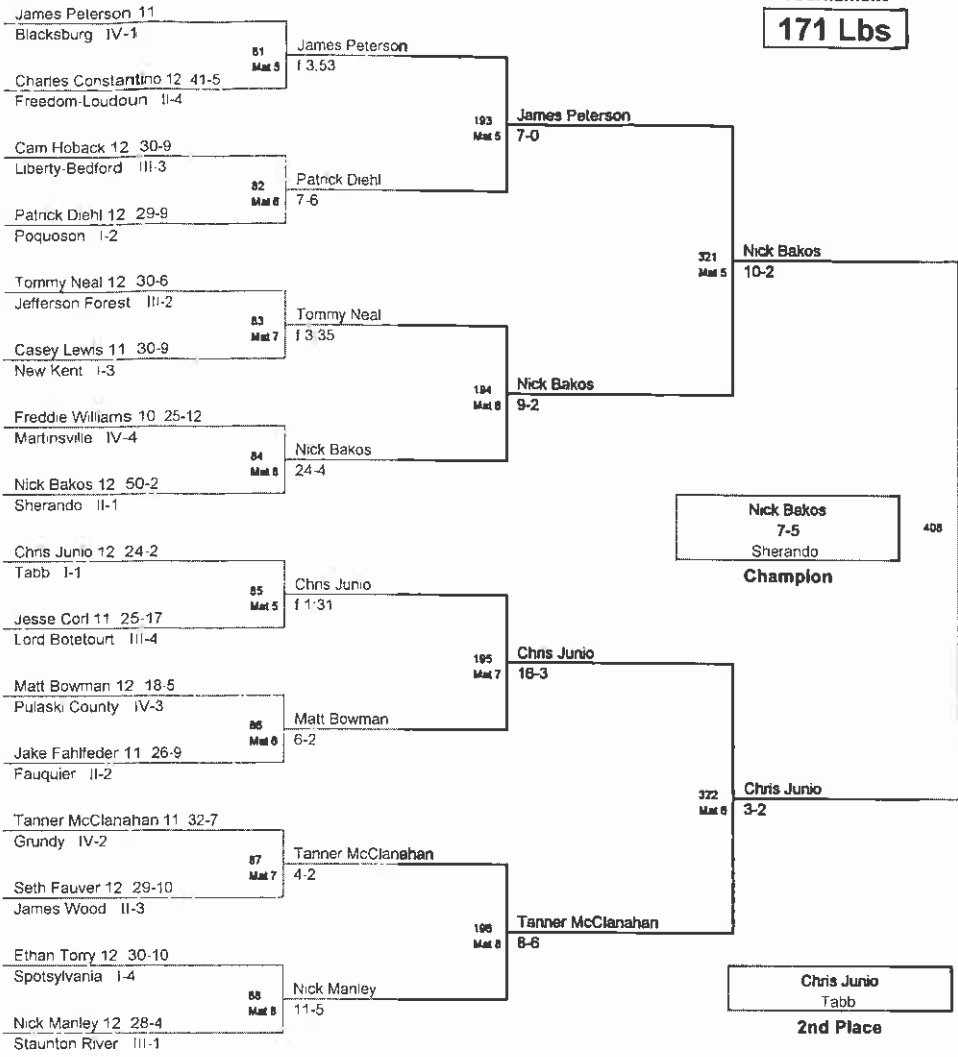 171 Lbs
James Peterson 11
Blacksburg IV-1
81
Mat 5
James Peterson
f 3.53
Charles Constantino 12 41-5
Freedom-Loudoun II-4
193
Mat 5
James Peterson
7-0
Cam Hoback 12 30-9
Liberty-Bedford III-3
82
Mat 6
Patrick Diehl
7-6
Patrick Diehl 12 29-9
Poquoson I-2
321
Mat 5
Nick Bakos
10-2
Tommy Neal 12 30-6
Jefferson Forest III-2
83
Mat 7
Tommy Neal
f 3.35
Casey Lewis 11 30-9
New Kent I-3
194
Mat 6
Nick Bakos
9-2
Freddie Williams 10 25-12
Martinsville IV-4
84
Mat 8
Nick Bakos
24-4
Nick Bakos 12 50-2
Sherando II-1
Nick Bakos
7-5
Sherando
408
Champion
Chris Junio 12 24-2
Tabb I-1
85
Mat 5
Chris Junio
f 1:31
Jesse Corl 11 25-17
Lord Botetourt III-4
195
Mat 7
Chris Junio
16-3
Matt Bowman 12 18-5
Pulaski County IV-3
86
Mat 6
Matt Bowman
6-2
Jake Fahlfeder 11 26-9
Fauquier II-2
322
Mat 6
Chris Junio
3-2
Tanner McClanahan 11 32-7
Grundy IV-2
87
Mat 7
Tanner McClanahan
4-2
Seth Fauver 12 29-10
James Wood II-3
196
Mat 8
Tanner McClanahan
8-6
Ethan Torry 12 30-10
Spotsylvania I-4
88
Mat 8
Nick Manley
11-5
Nick Manley 12 28-4
Staunton River III-1
Chris Junio
Tabb
2nd Place